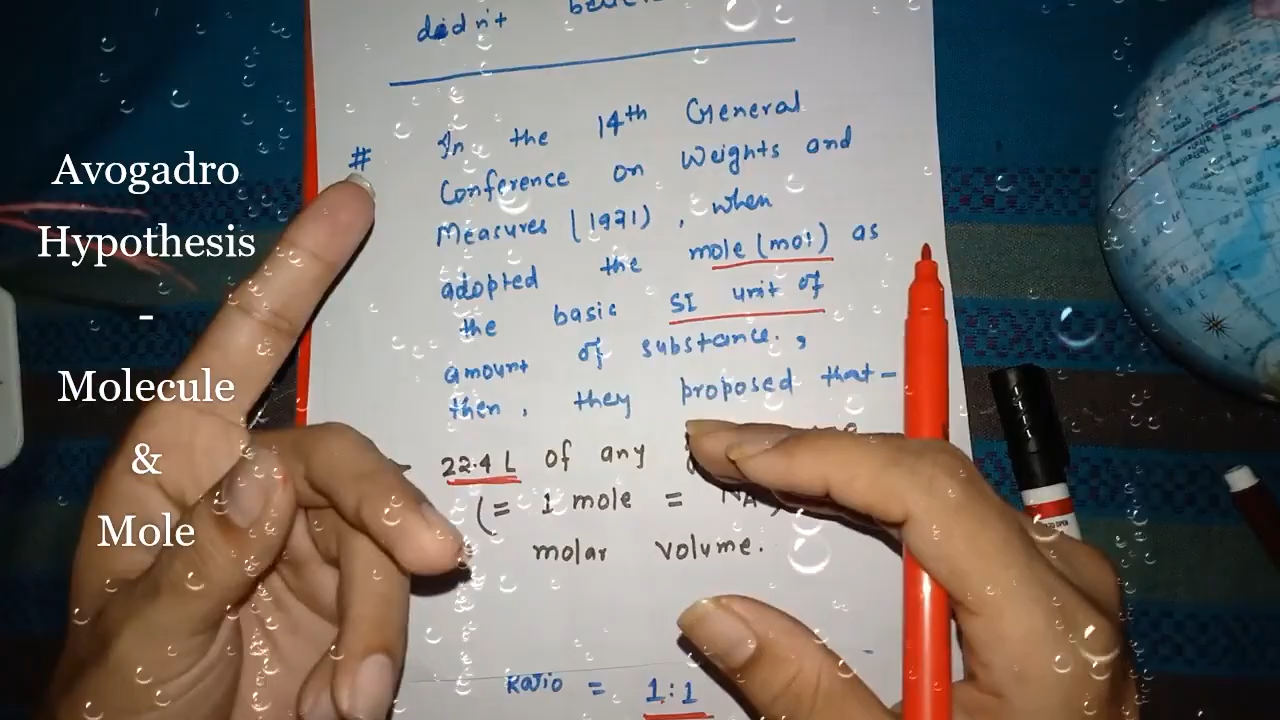 Avogadro
Hypothesis
-
Molecule
&
Mole
didn't
# In the 14th General
Conference on Weights and
Measures (1971), when
adopted the mole (mol) as
the basic SI unit of
amount of substance.,
then, they proposed that-
- 22.4 L of any
(= 1 mole = NA)
molar volume.
Ratio = 1:1